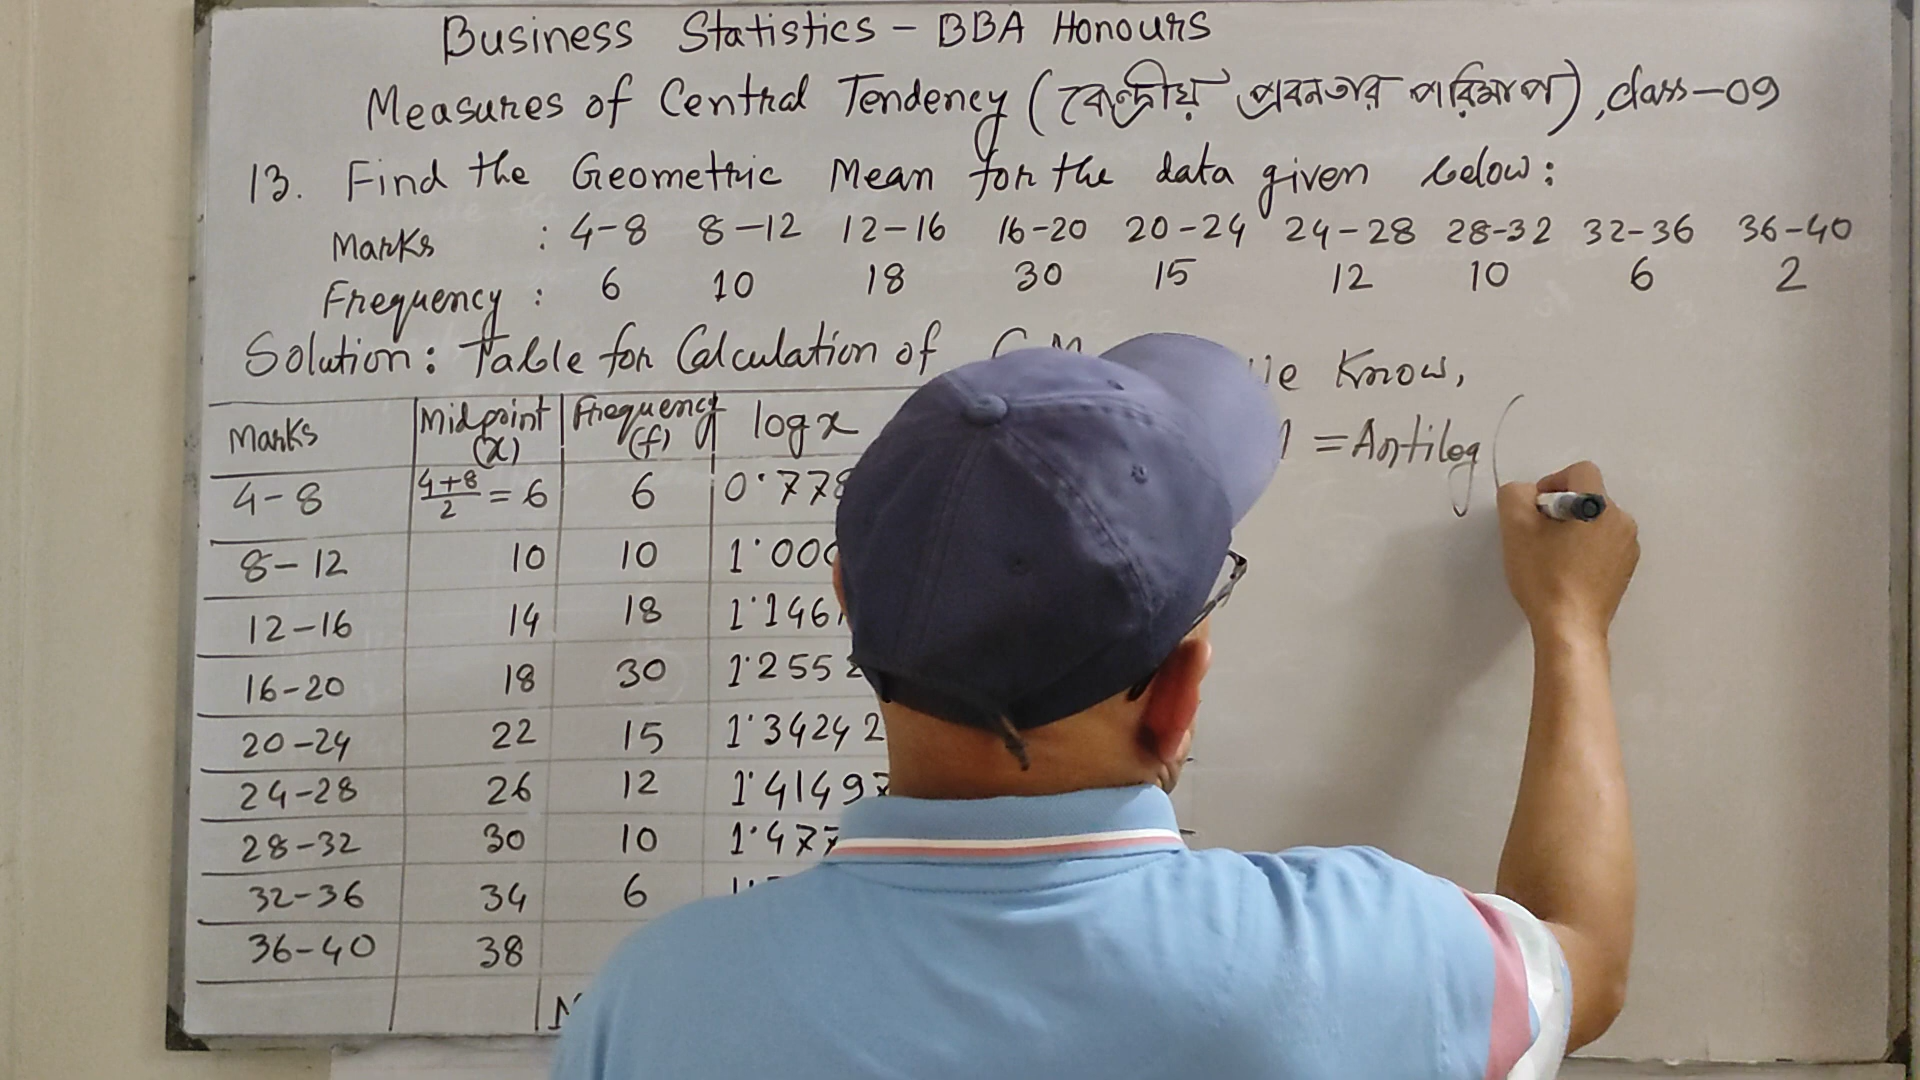 Business Statistics – BBA Honours
Measures of Central Tendency (কেন্দ্রীয় প্রবনতার পরিমাপ), class–09
13. Find the Geometric Mean for the data given below:
Marks : 4–8 8–12 12–16 16–20 20–24 24–28 28–32 32–36 36–40
Frequency : 6 10 18 30 15 12 10 6 2
Solution: Table for Calculation of Know,
Marks Midpoint (x) Frequency (f) log x = Antilog (
4–8 4+8/2 = 6 6 0·778
8–12 10 10 1·000
12–16 14 18 1·146
16–20 18 30 1·2552
20–24 22 15 1·34242
24–28 26 12 1·41497
28–32 30 10 1·477
32–36 34 6
36–40 38